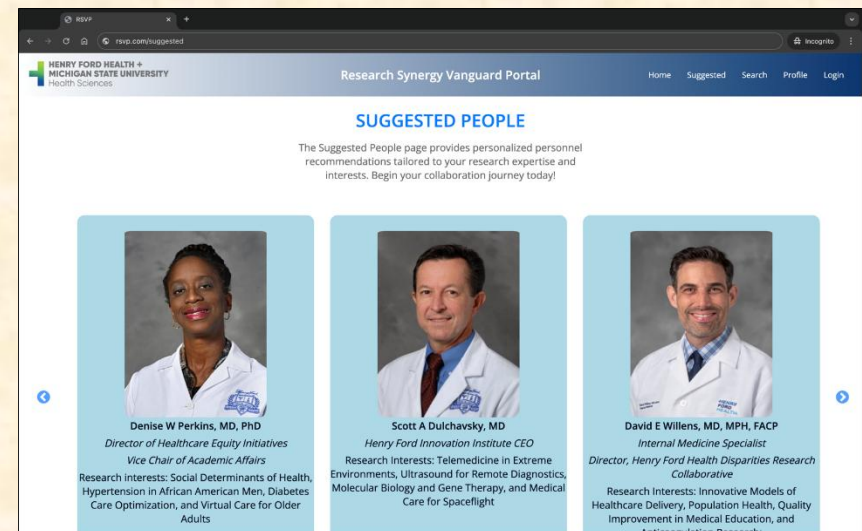 RSVP
rsvp.com/suggested
Incognito
HENRY FORD HEALTH +
MICHIGAN STATE UNIVERSITY
Health Sciences
Research Synergy Vanguard Portal
Home Suggested Search Profile Login
SUGGESTED PEOPLE
The Suggested People page provides personalized personnel
recommendations tailored to your research expertise and
interests. Begin your collaboration journey today!
Denise W Perkins, MD, PhD
Director of Healthcare Equity Initiatives
Vice Chair of Academic Affairs
Research interests: Social Determinants of Health,
Hypertension in African American Men, Diabetes
Care Optimization, and Virtual Care for Older
Adults
Scott A Dulchavsky, MD
Henry Ford Innovation Institute CEO
Research Interests: Telemedicine in Extreme
Environments, Ultrasound for Remote Diagnostics,
Molecular Biology and Gene Therapy, and Medical
Care for Spaceflight
David E Willens, MD, MPH, FACP
Internal Medicine Specialist
Director, Henry Ford Health Disparities Research
Collaborative
Research Interests: Innovative Models of
Healthcare Delivery, Population Health, Quality
Improvement in Medical Education, and